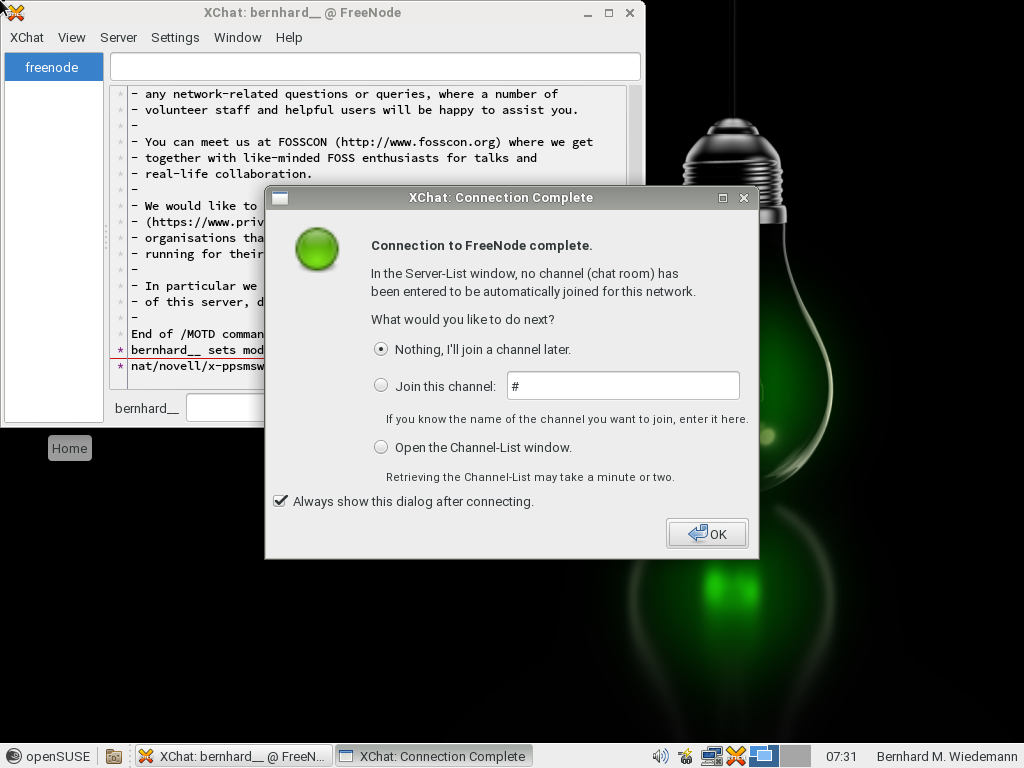 XChat: bernhard__ @ FreeNode
XChat View Server Settings Window Help
freenode
* - any network-related questions or queries, where a number of
* - volunteer staff and helpful users will be happy to assist you.
* -
* - You can meet us at FOSSCON (http://www.fosscon.org) where we get
* - together with like-minded FOSS enthusiasts for talks and
* - real-life collaboration.
* -
* - We would like to
* - (https://www.priv
* - organisations tha
* - running for their
* -
* - In particular we
* - of this server, d
* -
* End of /MOTD comman
* bernhard__ sets mod
* nat/novell/x-ppsmsw
bernhard__
XChat: Connection Complete
Connection to FreeNode complete.
In the Server-List window, no channel (chat room) has
been entered to be automatically joined for this network.
What would you like to do next?
Nothing, I'll join a channel later.
Join this channel: #
If you know the name of the channel you want to join, enter it here.
Open the Channel-List window.
Retrieving the Channel-List may take a minute or two.
Always show this dialog after connecting.
OK
Home
openSUSE XChat: bernhard__ @ FreeN... XChat: Connection Complete 07:31 Bernhard M. Wiedemann